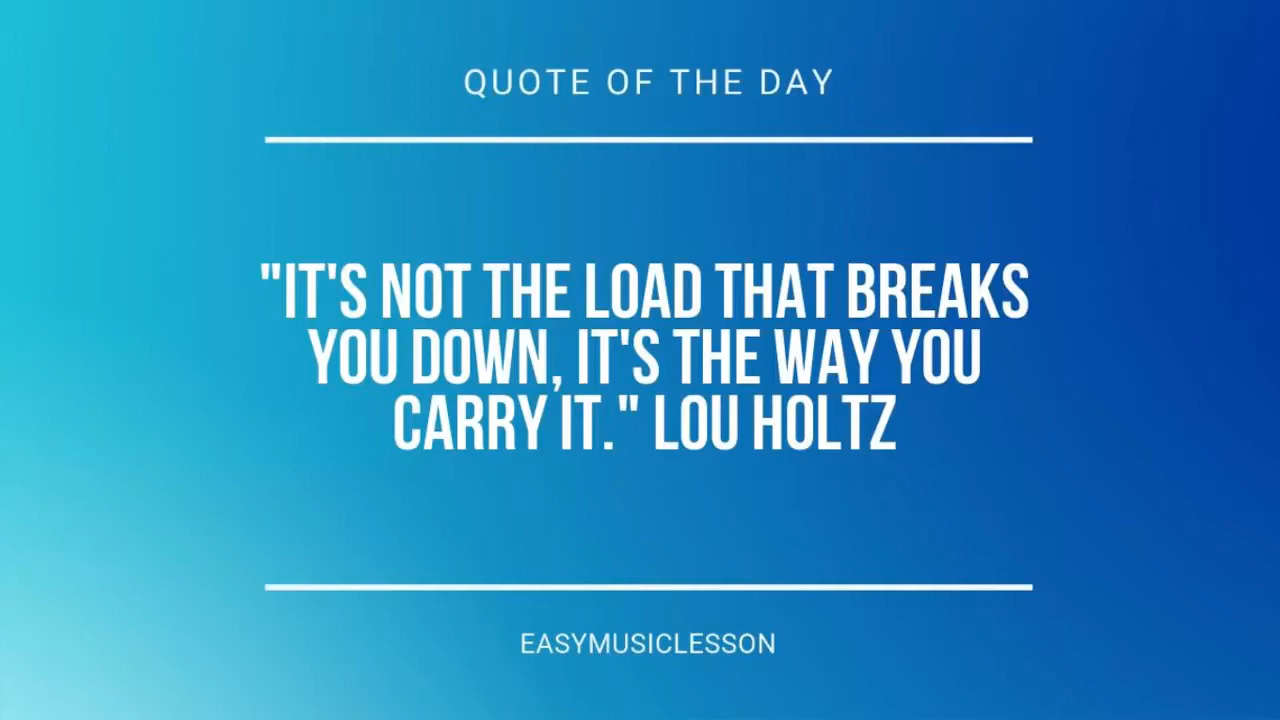 QUOTE OF THE DAY
"IT'S NOT THE LOAD THAT BREAKS
YOU DOWN, IT'S THE WAY YOU
CARRY IT." LOU HOLTZ
EASYMUSICLESSON